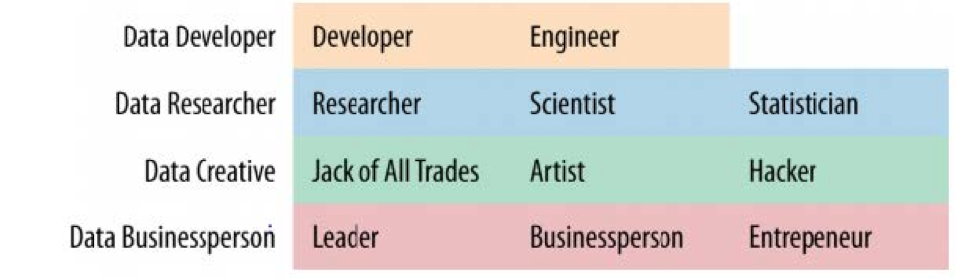 Data Developer Developer Engineer
Data Researcher Researcher Scientist Statistician
Data Creative Jack of All Trades Artist Hacker
Data Businessperson Leader Businessperson Entrepeneur